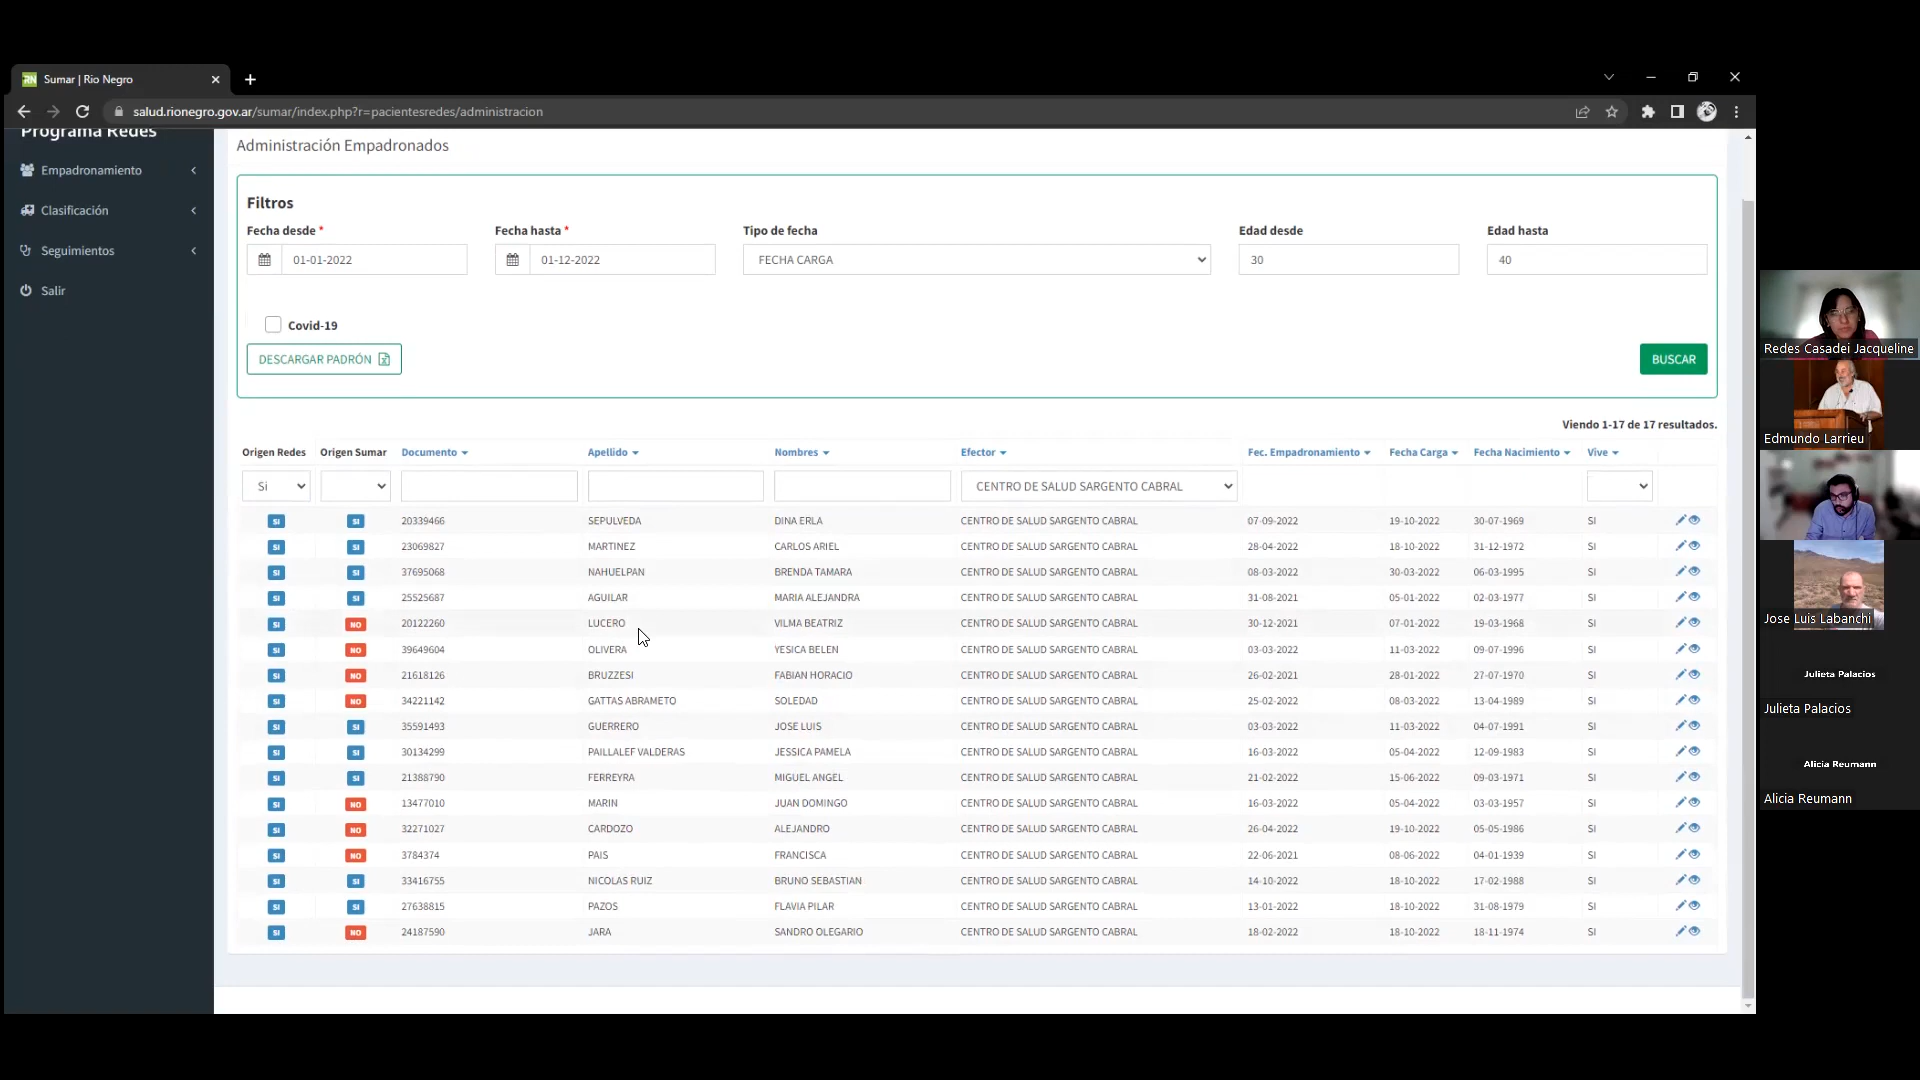 Sumar | Rio Negro
salud.rionegro.gov.ar/sumar/index.php?r=pacientesredes/administracion
Programa Redes
Empadronamiento
Clasificación
Seguimientos
Salir
Administración Empadronados
Filtros
Fecha desde * Fecha hasta * Tipo de fecha Edad desde Edad hasta
01-01-2022 01-12-2022 FECHA CARGA 30 40
Covid-19
DESCARGAR PADRÓN BUSCAR
Viendo 1-17 de 17 resultados.
Origen Redes Origen Sumar Documento Apellido Nombres Efector Fec. Empadronamiento Fecha Carga Fecha Nacimiento Vive
Si CENTRO DE SALUD SARGENTO CABRAL
SI SI 20339466 SEPULVEDA DINA ERLA CENTRO DE SALUD SARGENTO CABRAL 07-09-2022 19-10-2022 30-07-1969 SI
SI SI 23069827 MARTINEZ CARLOS ARIEL CENTRO DE SALUD SARGENTO CABRAL 28-04-2022 18-10-2022 31-12-1972 SI
SI SI 37695068 NAHUELPAN BRENDA TAMARA CENTRO DE SALUD SARGENTO CABRAL 08-03-2022 30-03-2022 06-03-1995 SI
SI SI 25525687 AGUILAR MARIA ALEJANDRA CENTRO DE SALUD SARGENTO CABRAL 31-08-2021 05-01-2022 02-03-1977 SI
SI NO 20122260 LUCERO VILMA BEATRIZ CENTRO DE SALUD SARGENTO CABRAL 30-12-2021 07-01-2022 19-03-1968 SI
SI NO 39649604 OLIVERA YESICA BELEN CENTRO DE SALUD SARGENTO CABRAL 03-03-2022 11-03-2022 09-07-1996 SI
SI NO 21618126 BRUZZESI FABIAN HORACIO CENTRO DE SALUD SARGENTO CABRAL 26-02-2021 28-01-2022 27-07-1970 SI
SI NO 34221142 GATTAS ABRAMETO SOLEDAD CENTRO DE SALUD SARGENTO CABRAL 25-02-2022 08-03-2022 13-04-1989 SI
SI SI 35591493 GUERRERO JOSE LUIS CENTRO DE SALUD SARGENTO CABRAL 03-03-2022 11-03-2022 04-07-1991 SI
SI SI 30134299 PAILLALEF VALDERAS JESSICA PAMELA CENTRO DE SALUD SARGENTO CABRAL 16-03-2022 05-04-2022 12-09-1983 SI
SI SI 21388790 FERREYRA MIGUEL ANGEL CENTRO DE SALUD SARGENTO CABRAL 21-02-2022 15-06-2022 09-03-1971 SI
SI NO 13477010 MARIN JUAN DOMINGO CENTRO DE SALUD SARGENTO CABRAL 16-03-2022 05-04-2022 03-03-1957 SI
SI NO 32271027 CARDOZO ALEJANDRO CENTRO DE SALUD SARGENTO CABRAL 26-04-2022 19-10-2022 05-05-1986 SI
SI NO 3784374 PAIS FRANCISCA CENTRO DE SALUD SARGENTO CABRAL 22-06-2021 08-06-2022 04-01-1939 SI
SI SI 33416755 NICOLAS RUIZ BRUNO SEBASTIAN CENTRO DE SALUD SARGENTO CABRAL 14-10-2022 18-10-2022 17-02-1988 SI
SI SI 27638815 PAZOS FLAVIA PILAR CENTRO DE SALUD SARGENTO CABRAL 13-01-2022 18-10-2022 31-08-1979 SI
SI NO 24187590 JARA SANDRO OLEGARIO CENTRO DE SALUD SARGENTO CABRAL 18-02-2022 18-10-2022 18-11-1974 SI
Redes Casadei Jacqueline
Edmundo Larrieu
Jose Luis Labanchi
Julieta Palacios
Julieta Palacios
Alicia Reumann
Alicia Reumann